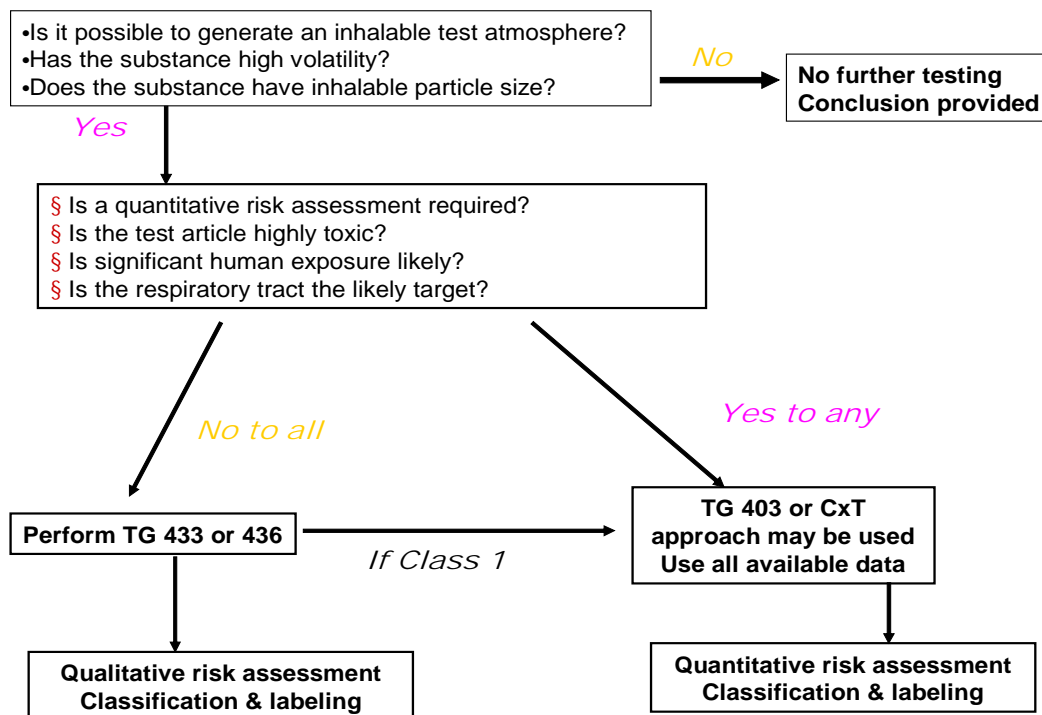 •Is it possible to generate an inhalable test atmosphere?
•Has the substance high volatility?
•Does the substance have inhalable particle size?
No
No further testing
Conclusion provided
Yes
§ Is a quantitative risk assessment required?
§ Is the test article highly toxic?
§ Is significant human exposure likely?
§ Is the respiratory tract the likely target?
No to all
Yes to any
Perform TG 433 or 436
If Class 1
TG 403 or CxT
approach may be used
Use all available data
Qualitative risk assessment
Classification & labeling
Quantitative risk assessment
Classification & labeling